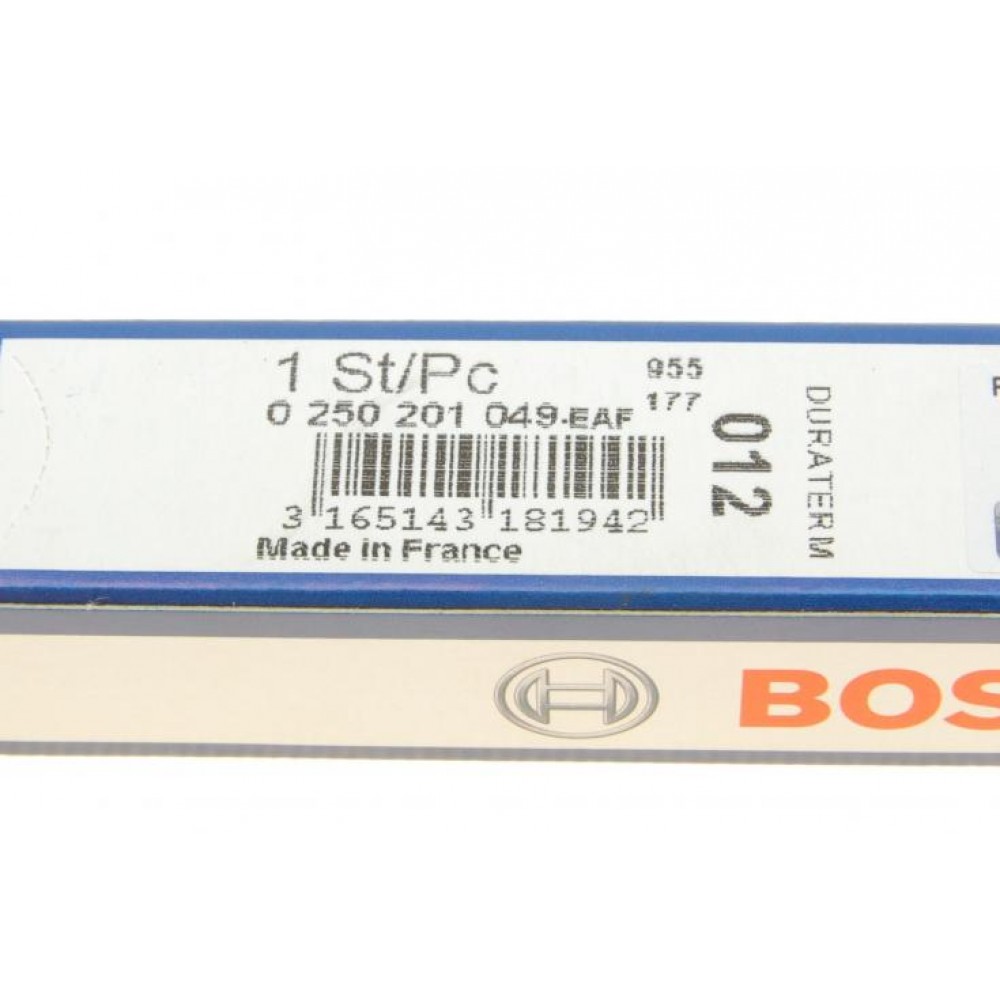 1 St/Pc
955
0 250 201 049-EAF
177
012
DURATERM
3 165143 181942
Made in France
BOS